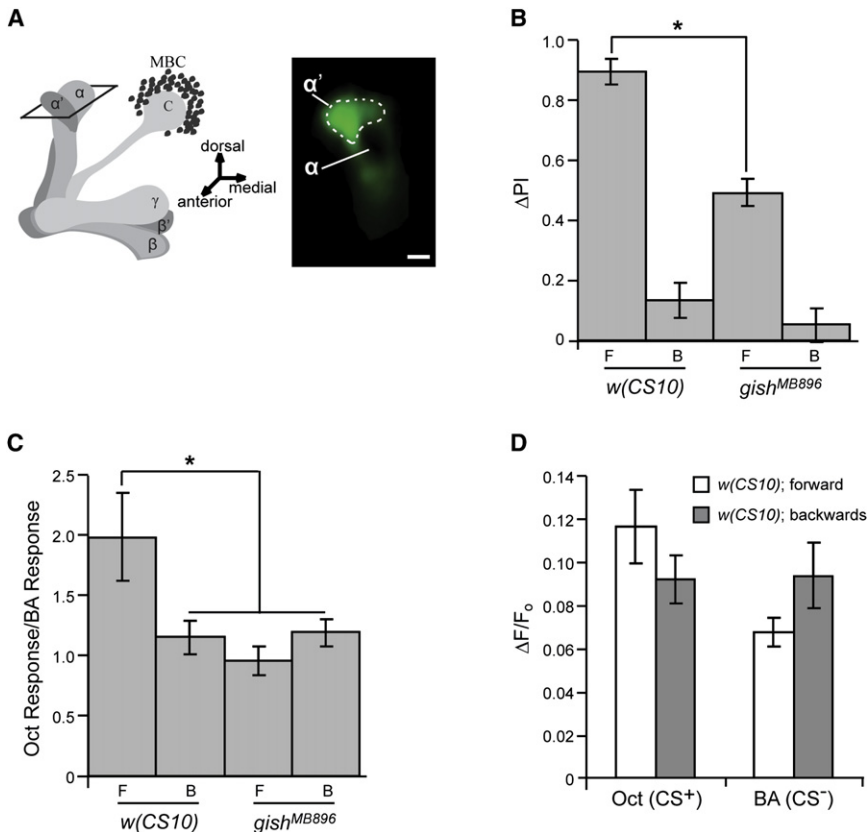 A
MBC
α'
α
C
dorsal
medial
anterior
γ
β'
β
α'
α
B
*
1.0
0.8
0.6
0.4
0.2
0
ΔPI
F B F B
w(CS10) gish^MB896
C
*
2.5
2.0
1.5
1.0
0.5
0
Oct Response/BA Response
F B F B
w(CS10) gish^MB896
D
0.14
0.12
0.10
0.08
0.06
0.04
0.02
0
ΔF/F₀
w(CS10); forward
w(CS10); backwards
Oct (CS⁺) BA (CS⁻)